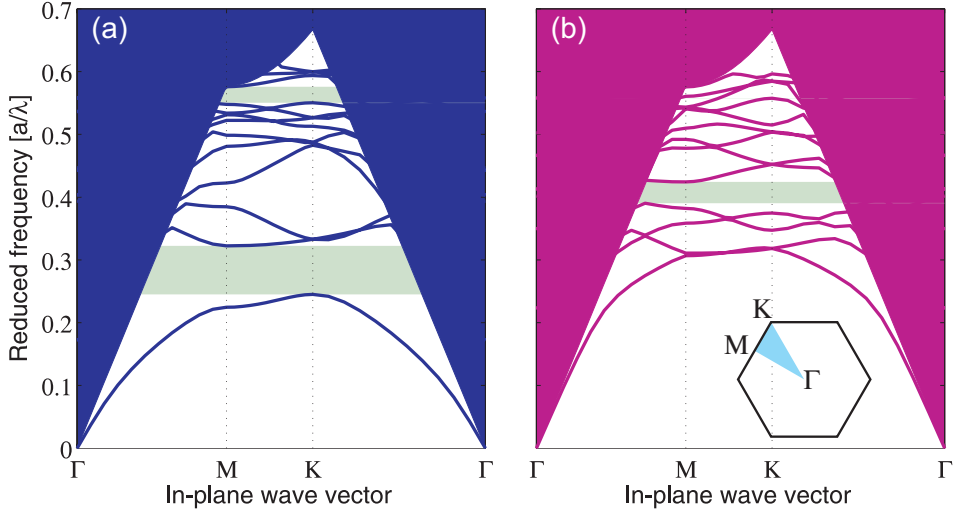 (a)
(b)
Reduced frequency [a/λ]
0.7
0.6
0.5
0.4
0.3
0.2
0.1
0
Γ M K Γ
In-plane wave vector
K
M
Γ
Γ M K Γ
In-plane wave vector